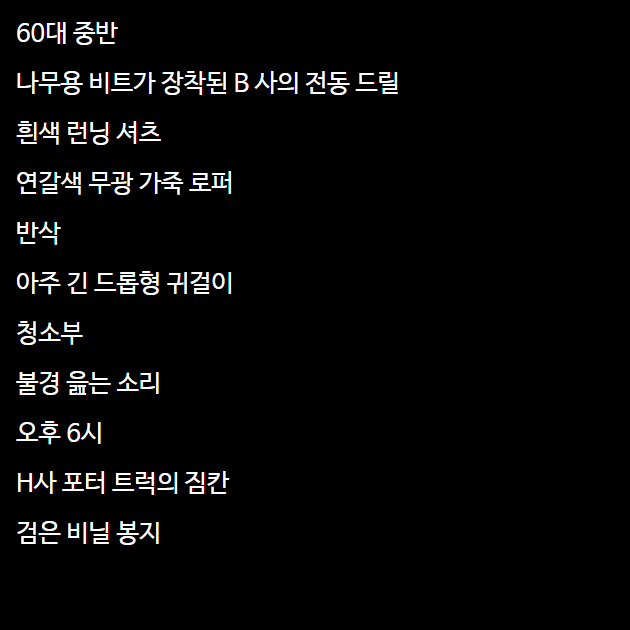 60대 중반
나무용 비트가 장착된 B 사의 전동 드릴
흰색 런닝 셔츠
연갈색 무광 가죽 로퍼
반삭
아주 긴 드롭형 귀걸이
청소부
불경 읊는 소리
오후 6시
H사 포터 트럭의 짐칸
검은 비닐 봉지